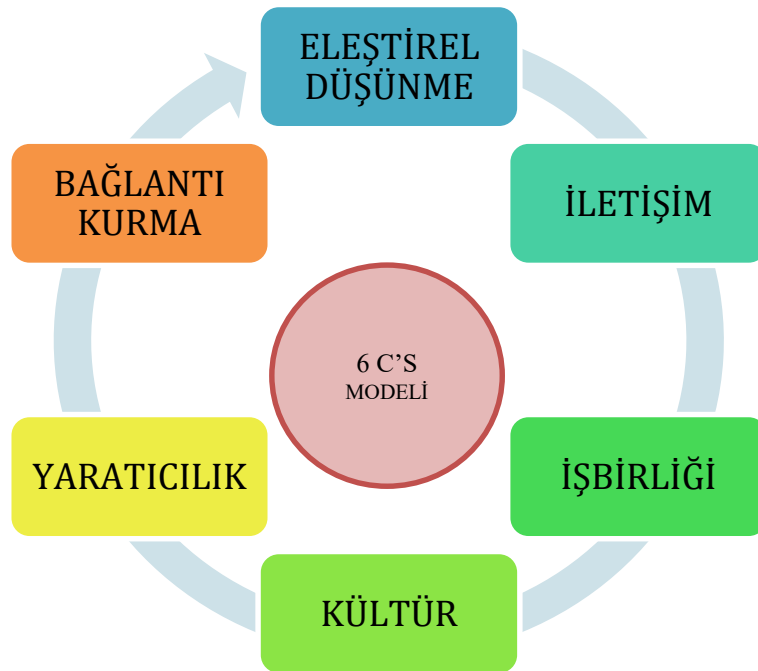 ELEŞTİREL
DÜŞÜNME
İLETİŞİM
İŞBİRLİĞİ
KÜLTÜR
YARATICILIK
BAĞLANTI
KURMA
6 C’S
MODELİ